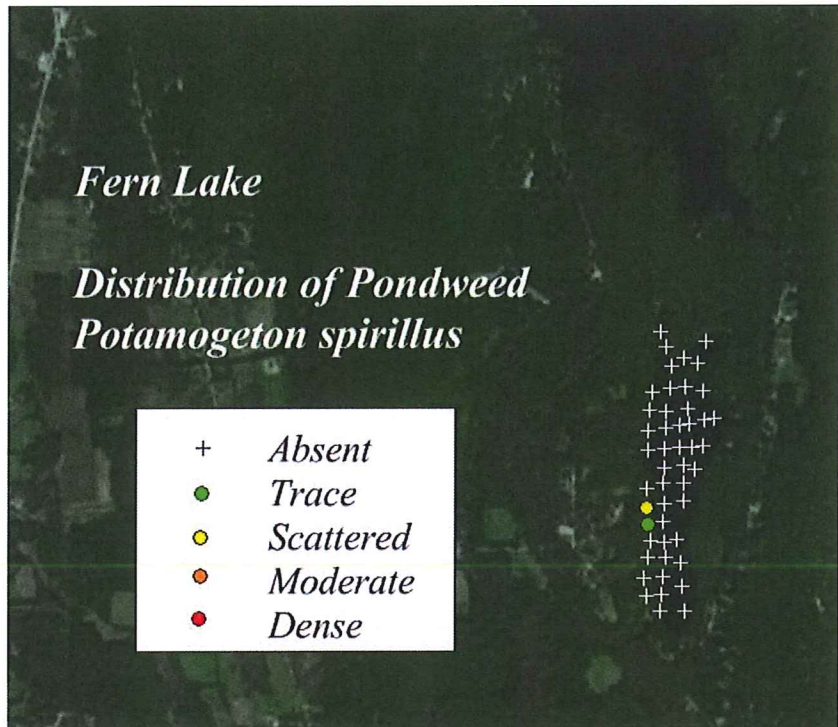 Fern Lake
Distribution of Pondweed
Potamogeton spirillus
Absent
Trace
Scattered
Moderate
Dense